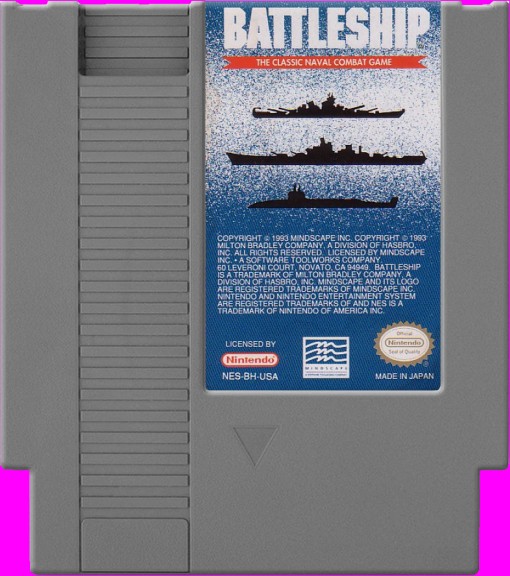 BATTLESHIP
THE CLASSIC NAVAL COMBAT GAME
COPYRIGHT © 1993 MINDSCAPE INC. COPYRIGHT © 1993
MILTON BRADLEY COMPANY, A DIVISION OF HASBRO,
INC. ALL RIGHTS RESERVED. LICENSED BY MINDSCAPE
INC. • A SOFTWARE TOOLWORKS COMPANY.
60 LEVERONI COURT, NOVATO, CA 94949. BATTLESHIP
IS A TRADEMARK OF MILTON BRADLEY COMPANY, A
DIVISION OF HASBRO, INC. MINDSCAPE AND ITS LOGO
ARE REGISTERED TRADEMARKS OF MINDSCAPE INC.
NINTENDO AND NINTENDO ENTERTAINMENT SYSTEM
ARE REGISTERED TRADEMARKS OF AND NES IS A
TRADEMARK OF NINTENDO OF AMERICA INC.
LICENSED BY
Nintendo
NES-BH-USA
MINDSCAPE
Official
Nintendo
Seal of Quality
MADE IN JAPAN